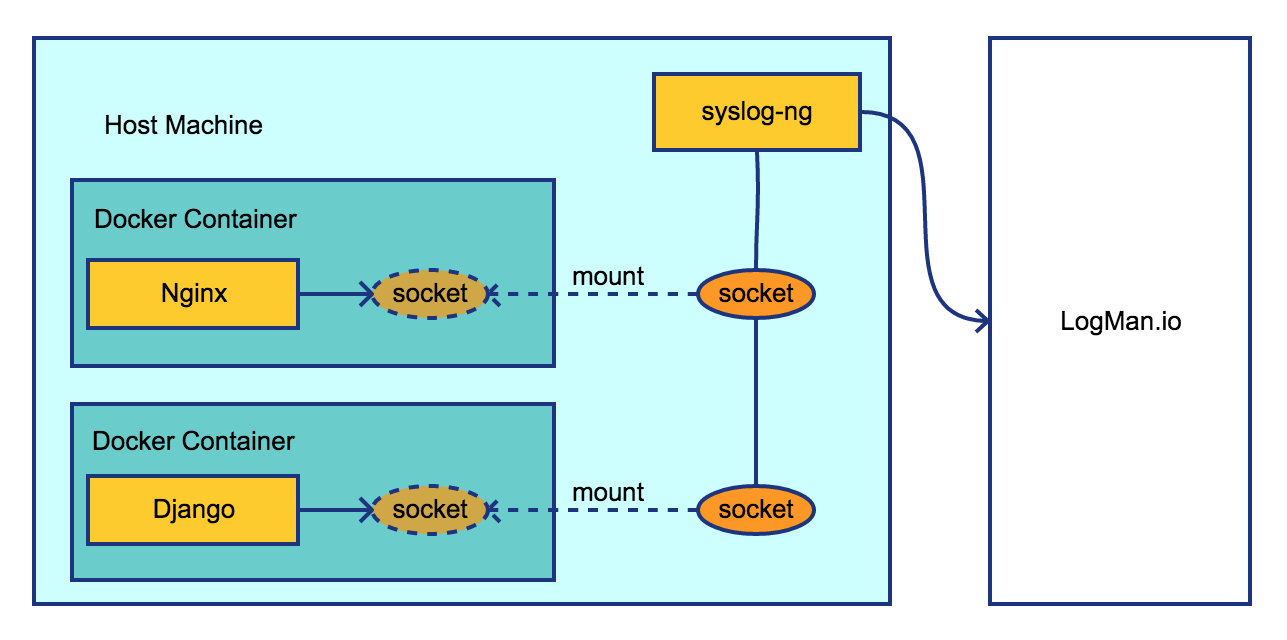 syslog-ng
Host Machine
Docker Container
Nginx
socket
mount
socket
LogMan.io
Docker Container
Django
socket
mount
socket